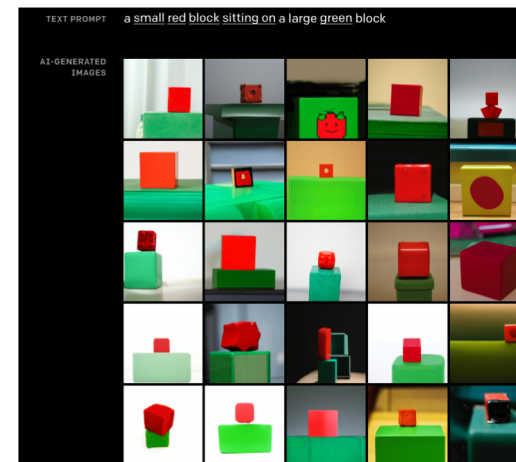 TEXT PROMPT
a small red block sitting on a large green block
AI-GENERATED
IMAGES